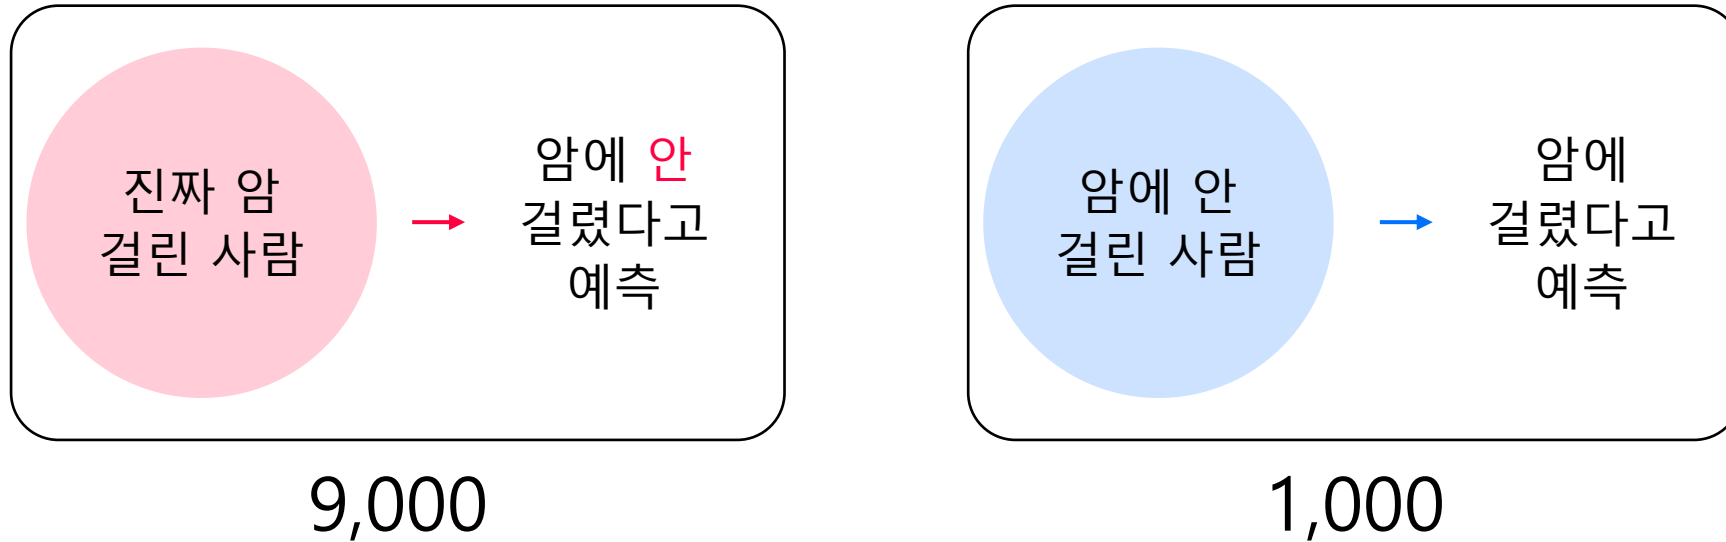 진짜 암
걸린 사람
암에 안
걸렸다고
예측
9,000
암에 안
걸린 사람
암에
걸렸다고
예측
1,000